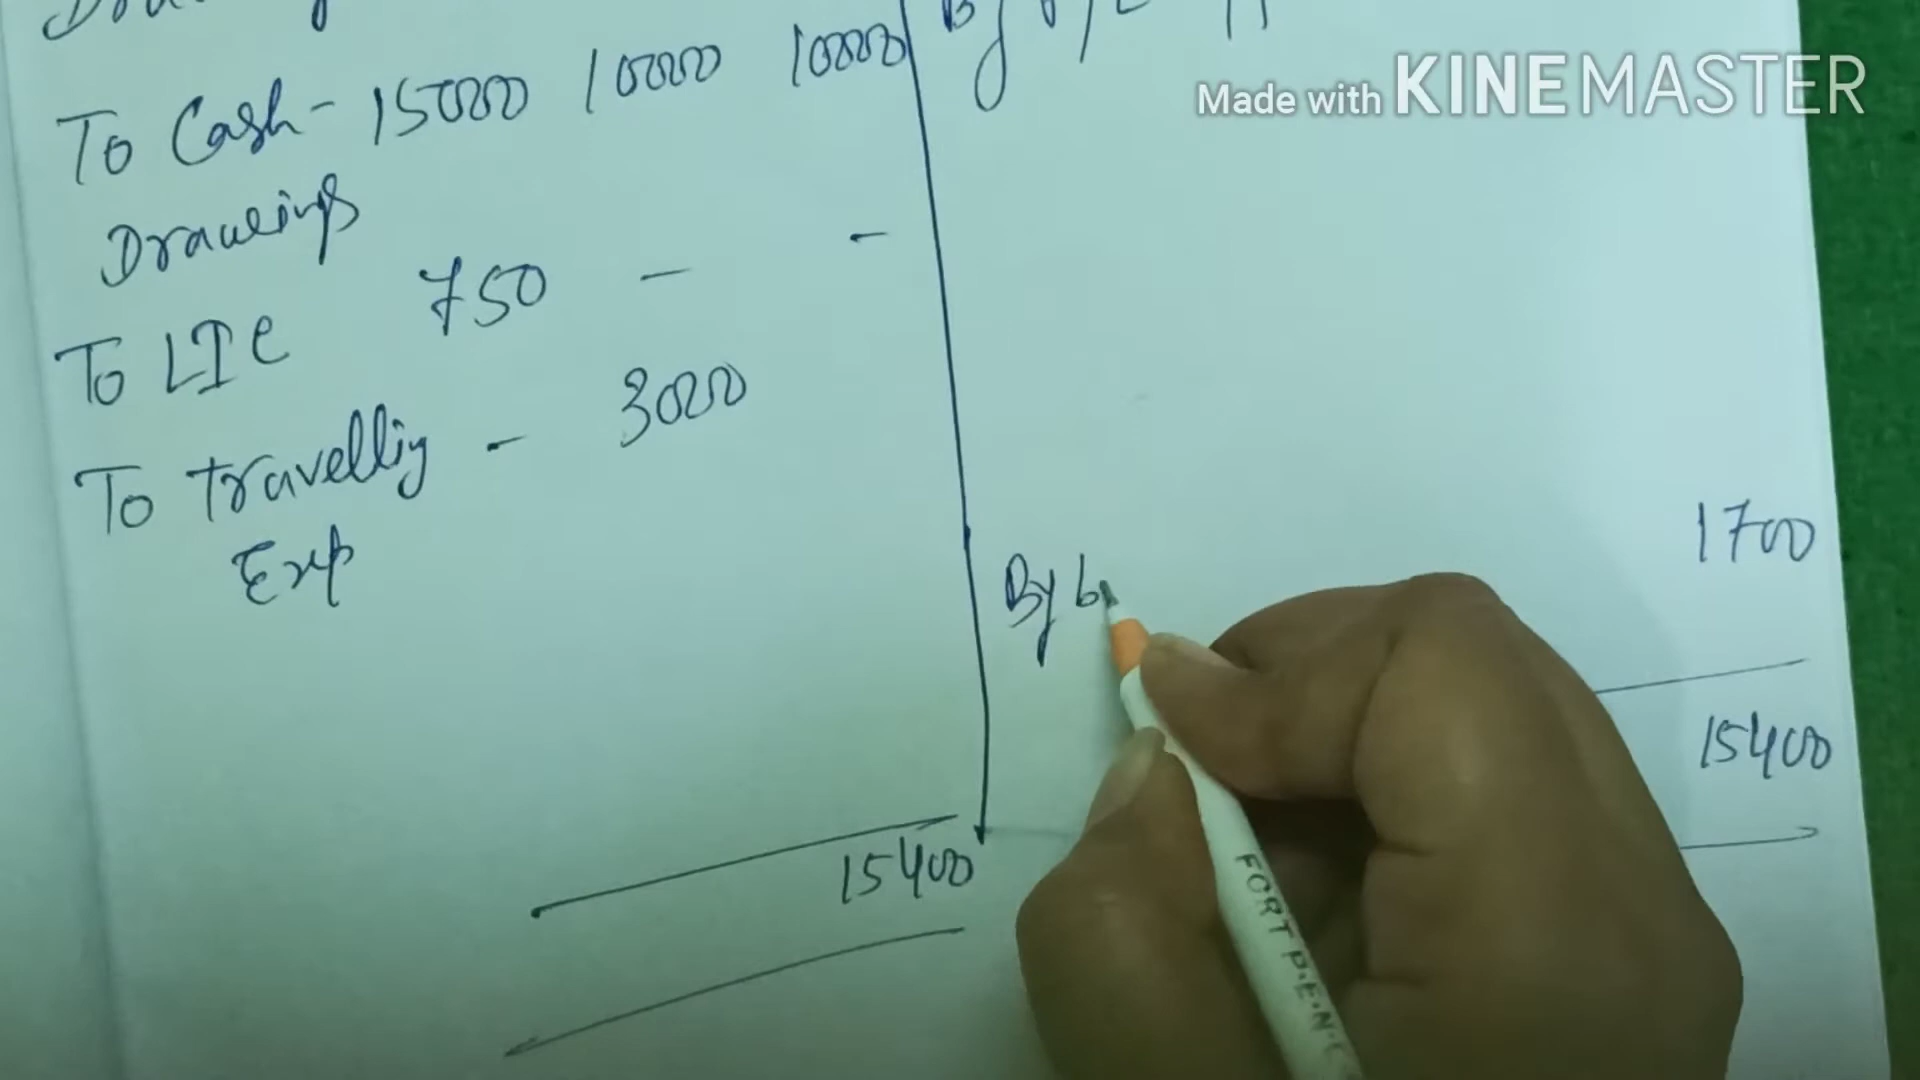 To Cash - 15000 10000 10000
Drawings
To LIC 750 - -
To travelling - 3000
Exp
15400
Made with KINEMASTER
1700
By b
15400
FORT P.E.N.C